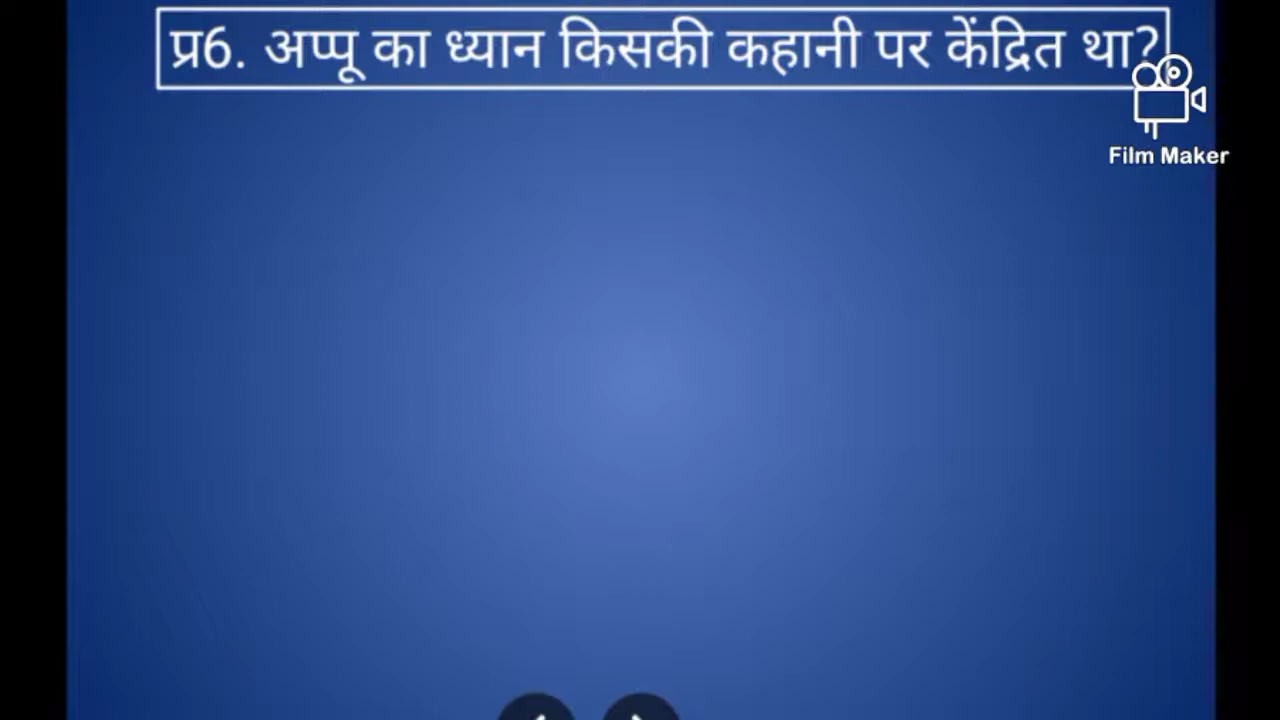 प्र6. अप्पू का ध्यान किसकी कहानी पर केंद्रित था?
Film Maker